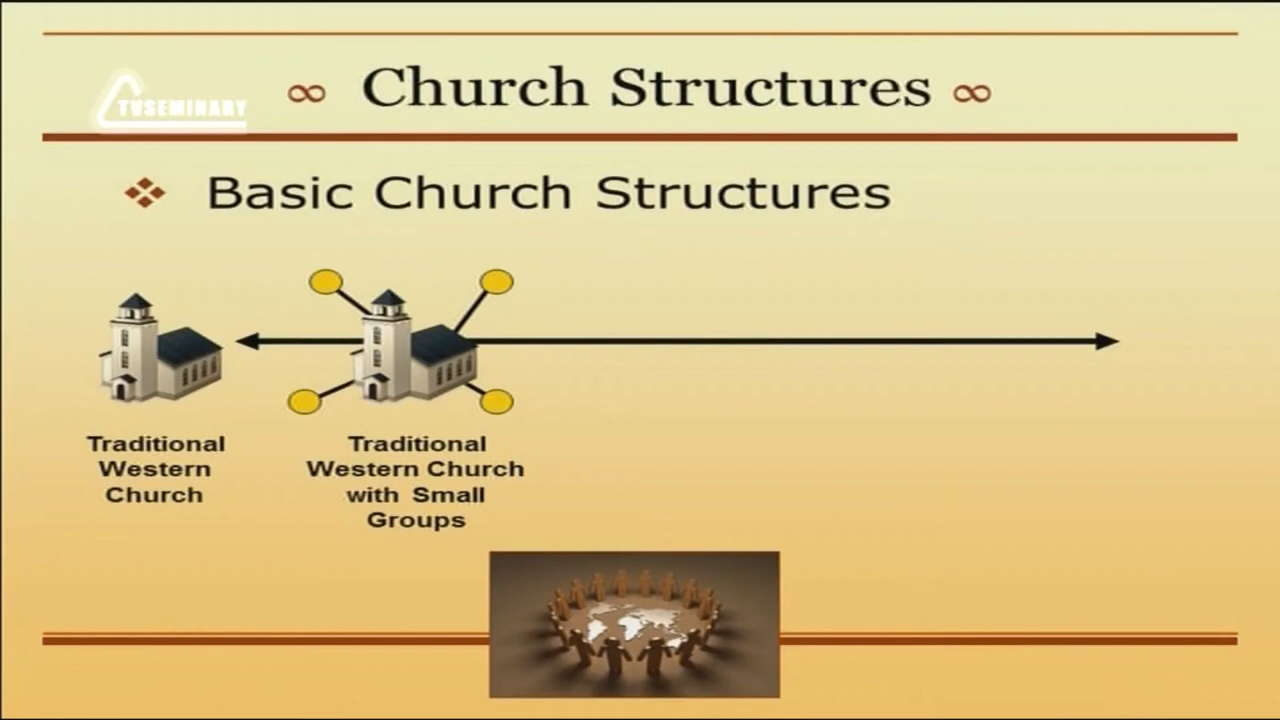 TVSEMINARY
∞ Church Structures ∞
❖ Basic Church Structures
Traditional
Western
Church
Traditional
Western Church
with Small
Groups